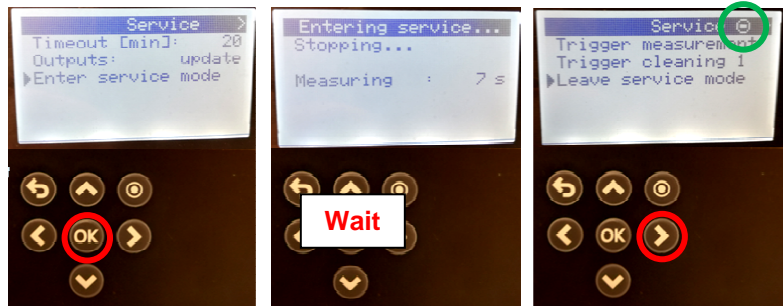 Service >
Timeout [min]: 20
Outputs: update
▶Enter service mode
OK
Entering service...
Stopping...
Measuring : 7 s
Wait
Service
Trigger measurement
Trigger cleaning 1
▶Leave service mode
OK